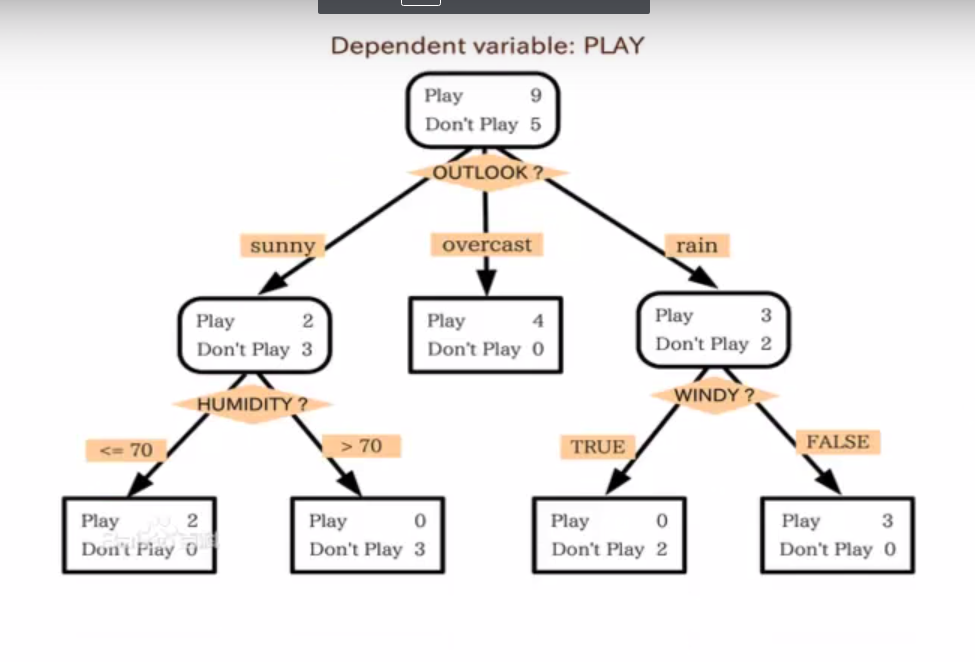 Dependent variable: PLAY
Play 9
Don't Play 5
OUTLOOK ?
sunny
overcast
rain
Play 2
Don't Play 3
Play 4
Don't Play 0
Play 3
Don't Play 2
HUMIDITY ?
WINDY ?
<= 70
> 70
TRUE
FALSE
Play 2
Don't Play 0
Play 0
Don't Play 3
Play 0
Don't Play 2
Play 3
Don't Play 0